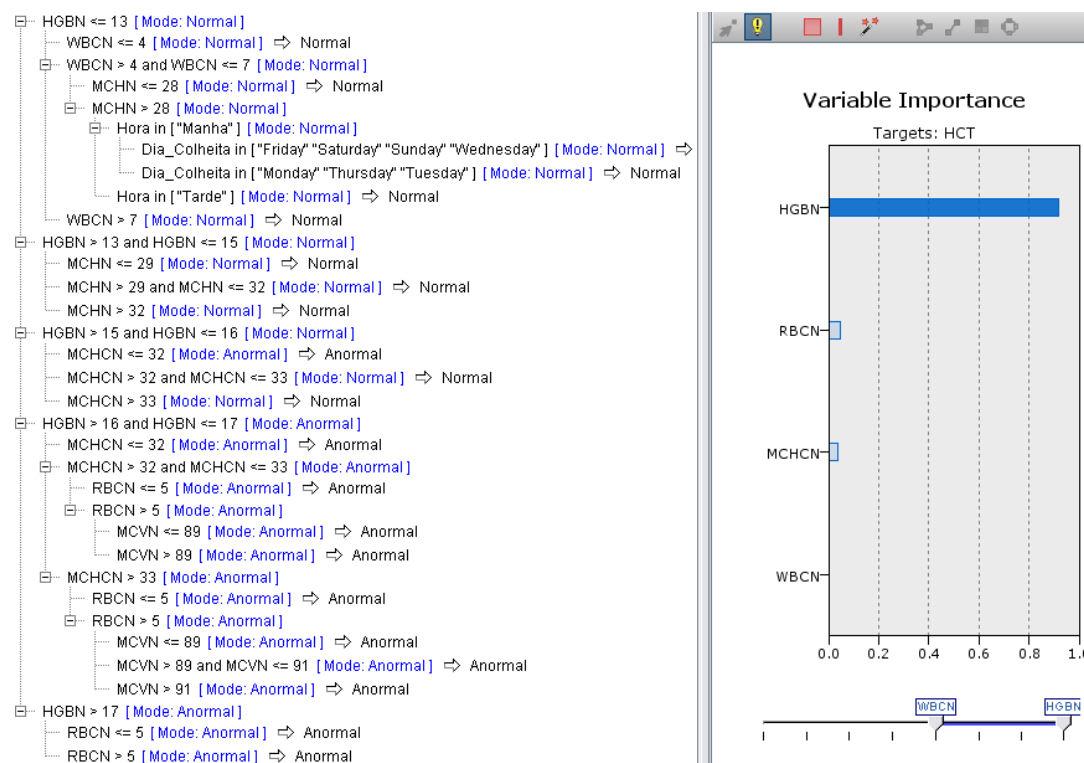 HGBN <= 13 [Mode: Normal]
WBCN <= 4 [Mode: Normal] ⇨ Normal
WBCN > 4 and WBCN <= 7 [Mode: Normal]
MCHN <= 28 [Mode: Normal] ⇨ Normal
MCHN > 28 [Mode: Normal]
Hora in ["Manha"] [Mode: Normal]
Dia_Colheita in ["Friday" "Saturday" "Sunday" "Wednesday"] [Mode: Normal] ⇨
Dia_Colheita in ["Monday" "Thursday" "Tuesday"] [Mode: Normal] ⇨ Normal
Hora in ["Tarde"] [Mode: Normal] ⇨ Normal
WBCN > 7 [Mode: Normal] ⇨ Normal
HGBN > 13 and HGBN <= 15 [Mode: Normal]
MCHN <= 29 [Mode: Normal] ⇨ Normal
MCHN > 29 and MCHN <= 32 [Mode: Normal] ⇨ Normal
MCHN > 32 [Mode: Normal] ⇨ Normal
HGBN > 15 and HGBN <= 16 [Mode: Normal]
MCHCN <= 32 [Mode: Anormal] ⇨ Anormal
MCHCN > 32 and MCHCN <= 33 [Mode: Normal] ⇨ Normal
MCHCN > 33 [Mode: Normal] ⇨ Normal
HGBN > 16 and HGBN <= 17 [Mode: Anormal]
MCHCN <= 32 [Mode: Anormal] ⇨ Anormal
MCHCN > 32 and MCHCN <= 33 [Mode: Anormal]
RBCN <= 5 [Mode: Anormal] ⇨ Anormal
RBCN > 5 [Mode: Anormal]
MCVN <= 89 [Mode: Anormal] ⇨ Anormal
MCVN > 89 [Mode: Anormal] ⇨ Anormal
MCHCN > 33 [Mode: Anormal]
RBCN <= 5 [Mode: Anormal] ⇨ Anormal
RBCN > 5 [Mode: Anormal]
MCVN <= 89 [Mode: Anormal] ⇨ Anormal
MCVN > 89 and MCVN <= 91 [Mode: Anormal] ⇨ Anormal
MCVN > 91 [Mode: Anormal] ⇨ Anormal
HGBN > 17 [Mode: Anormal]
RBCN <= 5 [Mode: Anormal] ⇨ Anormal
RBCN > 5 [Mode: Anormal] ⇨ Anormal
Variable Importance
Targets: HCT
HGBN
RBCN
MCHCN
WBCN
0.0 0.2 0.4 0.6 0.8 1.0
WBCN HGBN